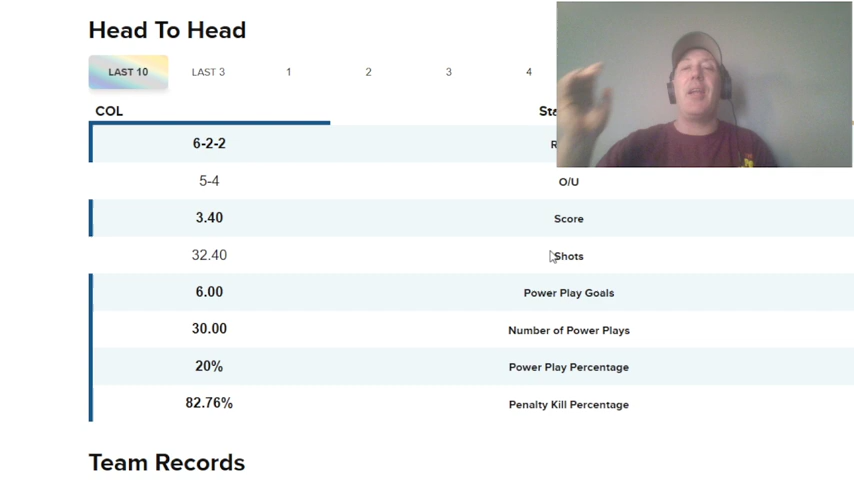 Head To Head
LAST 10 LAST 3 1 2 3 4
COL
6-2-2
5-4 O/U
3.40 Score
32.40 Shots
6.00 Power Play Goals
30.00 Number of Power Plays
20% Power Play Percentage
82.76% Penalty Kill Percentage
Team Records